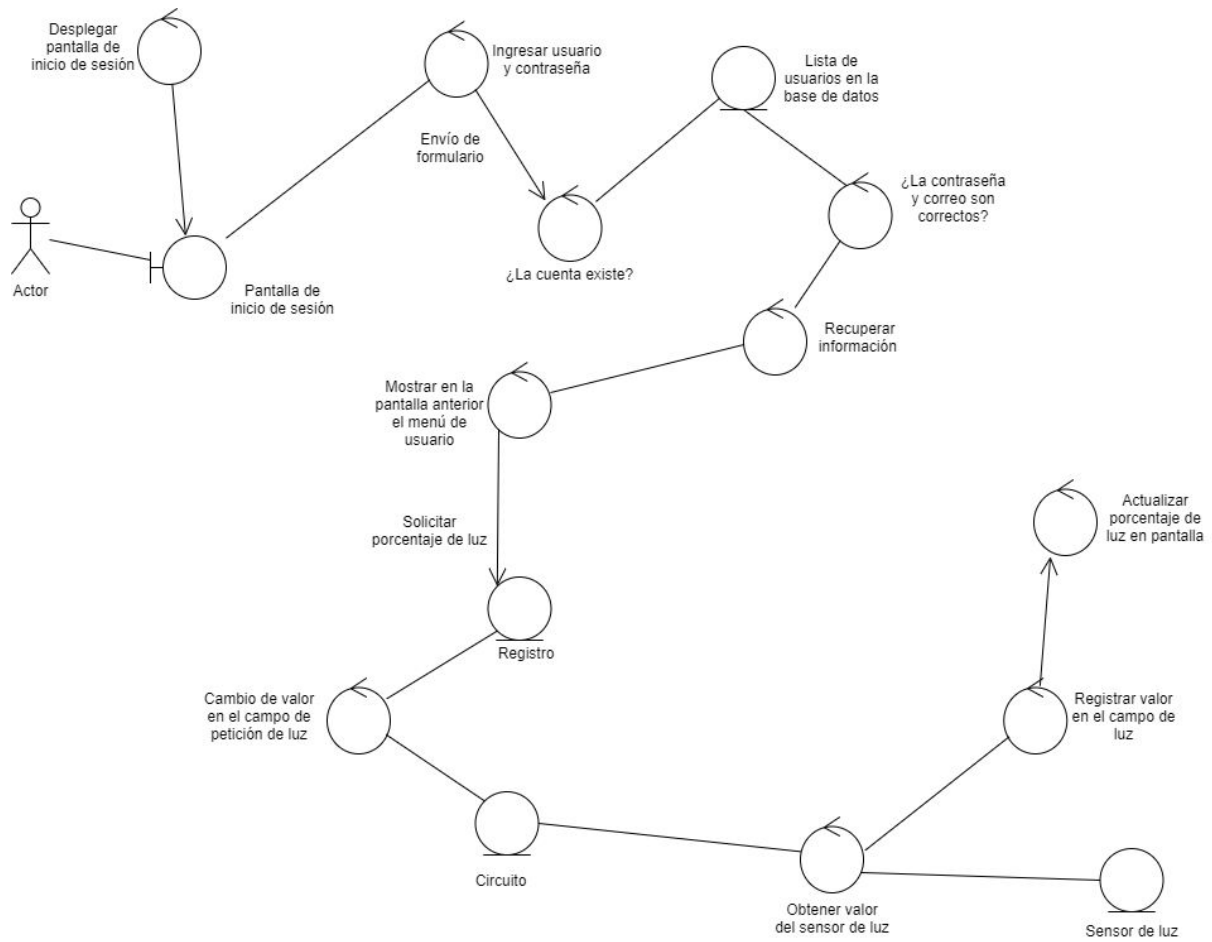 Desplegar
pantalla de
inicio de sesión
Ingresar usuario
y contraseña
Lista de
usuarios en la
base de datos
Envío de
formulario
¿La contraseña
y correo son
correctos?
Actor
¿La cuenta existe?
Pantalla de
inicio de sesión
Recuperar
información
Mostrar en la
pantalla anterior
el menú de
usuario
Solicitar
porcentaje de luz
Actualizar
porcentaje de
luz en pantalla
Registro
Cambio de valor
en el campo de
petición de luz
Registrar valor
en el campo de
luz
Circuito
Obtener valor
del sensor de luz
Sensor de luz